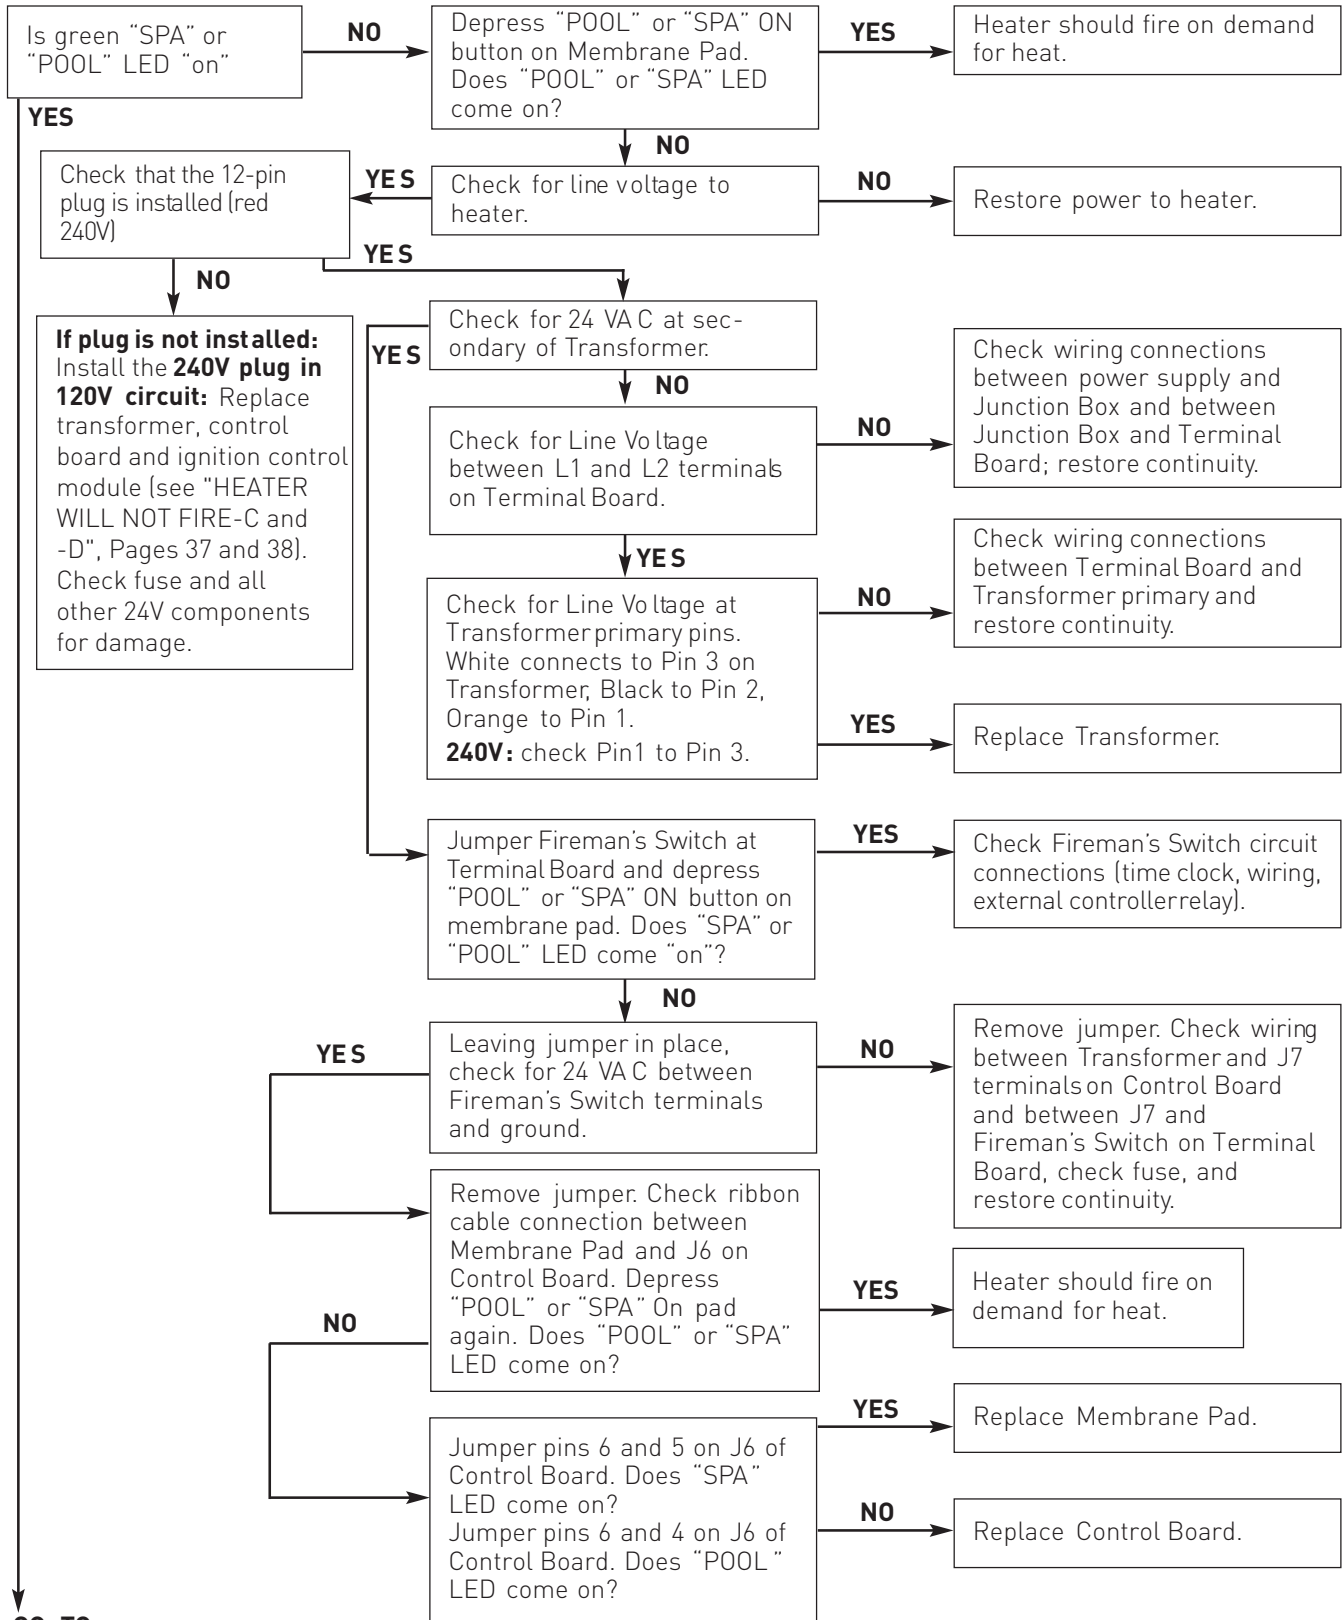 Is green “SPA” or
“POOL” LED “on”
NO
Depress “POOL” or “SPA” ON
button on Membrane Pad.
Does “POOL” or “SPA” LED
come on?
YES
Heater should fire on demand
for heat.
YES
NO
Check that the 12-pin
plug is installed (red
240V)
YES
Check for line voltage to
heater.
NO
Restore power to heater.
YES
NO
If plug is not installed:
Install the 240V plug in
120V circuit: Replace
transformer, control
board and ignition control
module (see "HEATER
WILL NOT FIRE-C and
-D", Pages 37 and 38).
Check fuse and all
other 24V components
for damage.
YES
Check for 24 VAC at sec-
ondary of Transformer.
NO
Check for Line Voltage
between L1 and L2 terminals
on Terminal Board.
NO
Check wiring connections
between power supply and
Junction Box and between
Junction Box and Terminal
Board; restore continuity.
YES
Check for Line Voltage at
Transformer primary pins.
White connects to Pin 3 on
Transformer, Black to Pin 2,
Orange to Pin 1.
240V: check Pin1 to Pin 3.
NO
Check wiring connections
between Terminal Board and
Transformer primary and
restore continuity.
YES
Replace Transformer.
Jumper Fireman’s Switch at
Terminal Board and depress
“POOL” or “SPA” ON button on
membrane pad. Does “SPA” or
“POOL” LED come “on”?
YES
Check Fireman’s Switch circuit
connections (time clock, wiring,
external controllerrelay).
NO
YES
Leaving jumper in place,
check for 24 VAC between
Fireman’s Switch terminals
and ground.
NO
Remove jumper. Check wiring
between Transformer and J7
terminals on Control Board
and between J7 and
Fireman’s Switch on Terminal
Board, check fuse, and
restore continuity.
Remove jumper. Check ribbon
cable connection between
Membrane Pad and J6 on
Control Board. Depress
“POOL” or “SPA” On pad
again. Does “POOL” or “SPA”
LED come on?
YES
Heater should fire on
demand for heat.
NO
Jumper pins 6 and 5 on J6 of
Control Board. Does “SPA”
LED come on?
Jumper pins 6 and 4 on J6 of
Control Board. Does “POOL”
LED come on?
YES
Replace Membrane Pad.
NO
Replace Control Board.
GO TO